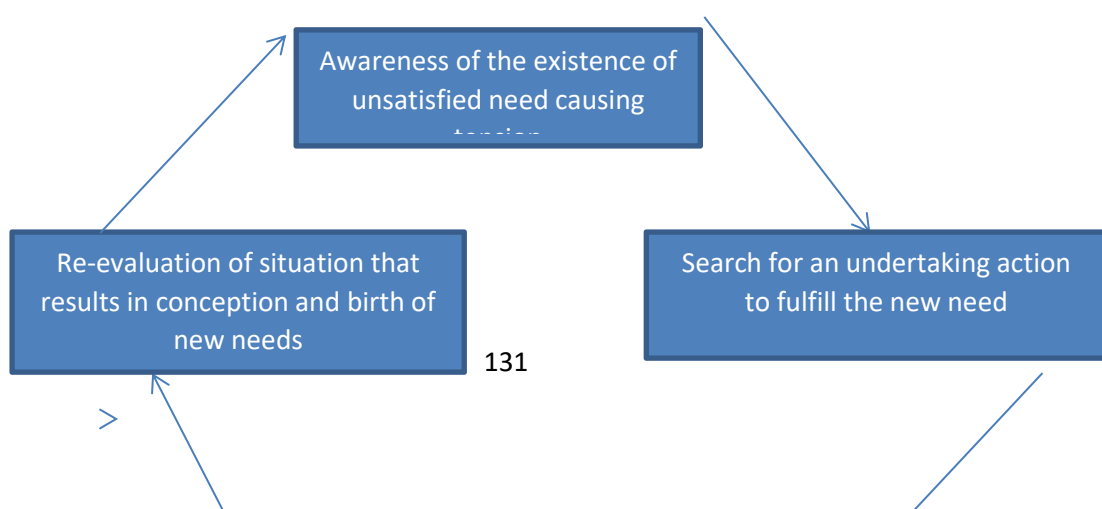 Awareness of the existence of
unsatisfied need causing
tension
Re-evaluation of situation that
results in conception and birth of
new needs
Search for an undertaking action
to fulfill the new need
131